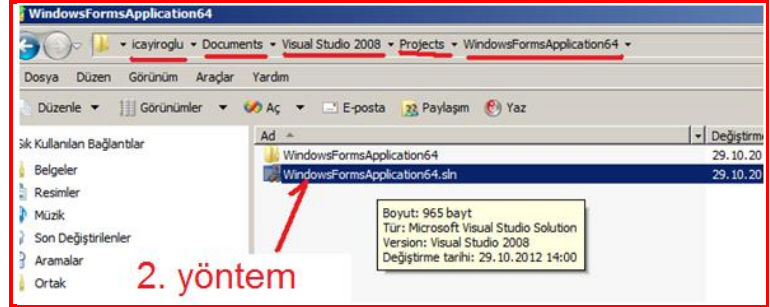 WindowsFormsApplication64
icayiroglu Documents Visual Studio 2008 Projects WindowsFormsApplication64
Dosya Düzen Görünüm Araçlar Yardım
Düzenle Görünümler Aç E-posta Paylaşım Yaz
Sık Kullanılan Bağlantılar
Belgeler
Resimler
Müzik
Son Değiştirilenler
Aramalar
Ortak
Ad Değiştirme
WindowsFormsApplication64 29.10.20
WindowsFormsApplication64.sln 29.10.20
Boyut: 965 bayt
Tür: Microsoft Visual Studio Solution
Version: Visual Studio 2008
Değiştirme tarihi: 29.10.2012 14:00
2. yöntem